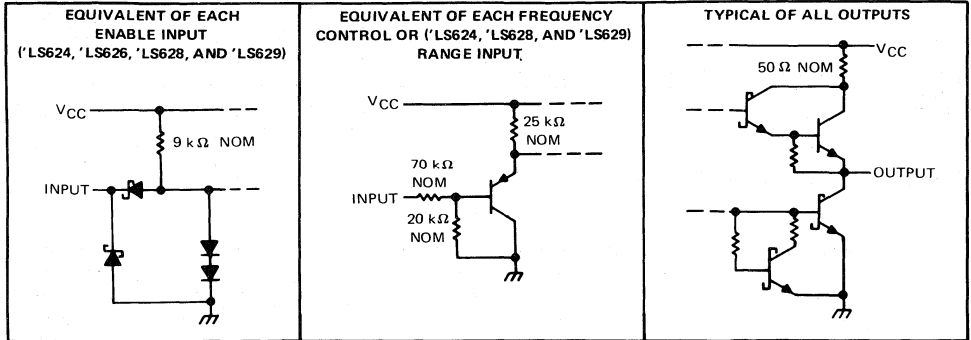 EQUIVALENT OF EACH
ENABLE INPUT
('LS624, 'LS626, 'LS628, AND 'LS629)
VCC
9 kΩ NOM
INPUT
EQUIVALENT OF EACH FREQUENCY
CONTROL OR ('LS624, 'LS628, AND 'LS629)
RANGE INPUT
VCC
25 kΩ
NOM
70 kΩ
NOM
INPUT
20 kΩ
NOM
TYPICAL OF ALL OUTPUTS
VCC
50 Ω NOM
OUTPUT